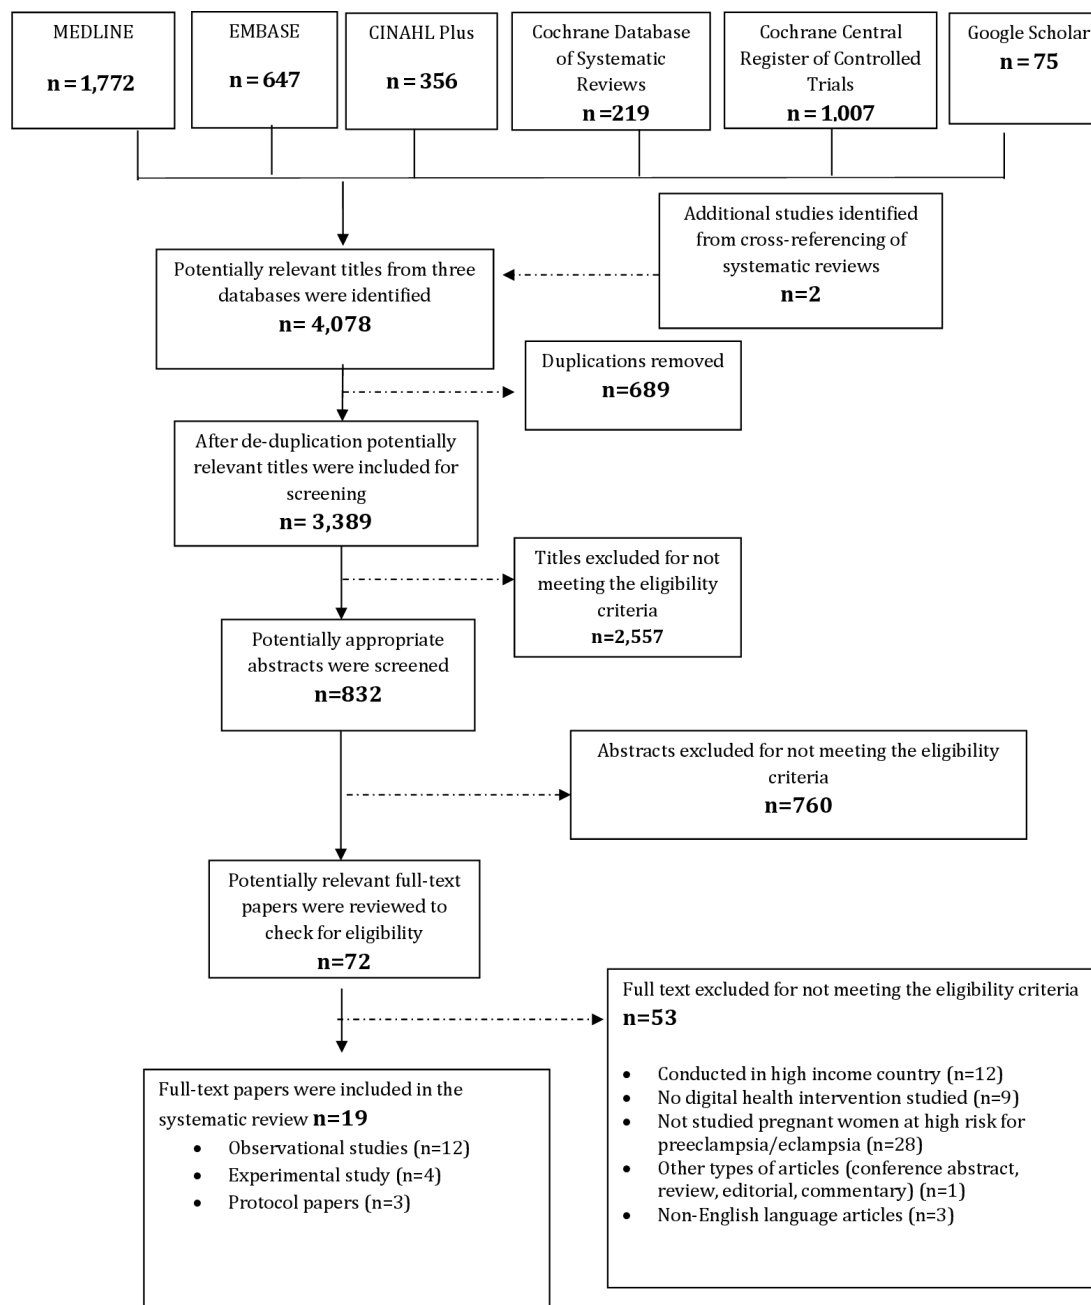 MEDLINE
n = 1,772
EMBASE
n = 647
CINAHL Plus
n = 356
Cochrane Database
of Systematic
Reviews
n =219
Cochrane Central
Register of Controlled
Trials
n = 1,007
Google Scholar
n = 75
Additional studies identified
from cross-referencing of
systematic reviews
n=2
Potentially relevant titles from three
databases were identified
n= 4,078
Duplications removed
n=689
After de-duplication potentially
relevant titles were included for
screening
n= 3,389
Titles excluded for not
meeting the eligibility
criteria
n=2,557
Potentially appropriate
abstracts were screened
n=832
Abstracts excluded for not meeting the eligibility
criteria
n=760
Potentially relevant full-text
papers were reviewed to
check for eligibility
n=72
Full text excluded for not meeting the eligibility criteria
n=53
• Conducted in high income country (n=12)
• No digital health intervention studied (n=9)
• Not studied pregnant women at high risk for
preeclampsia/eclampsia (n=28)
• Other types of articles (conference abstract,
review, editorial, commentary) (n=1)
• Non-English language articles (n=3)
Full-text papers were included in the
systematic review n=19
• Observational studies (n=12)
• Experimental study (n=4)
• Protocol papers (n=3)